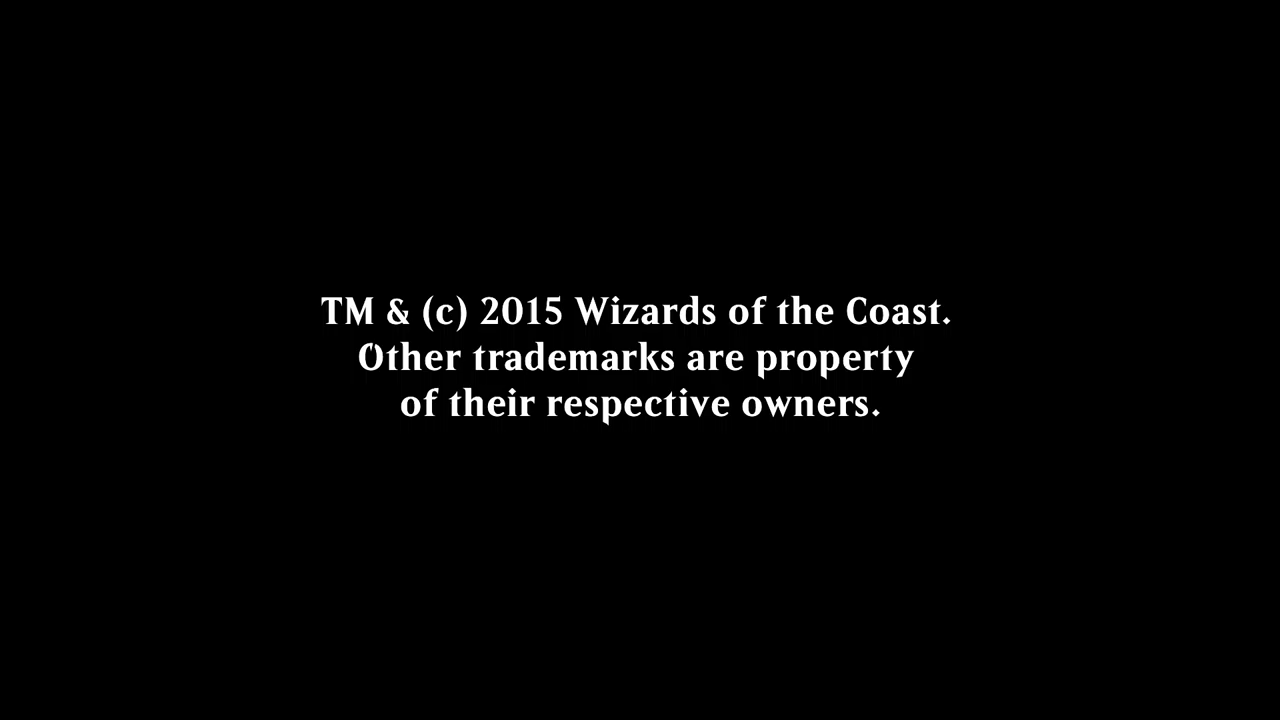 TM & (c) 2015 Wizards of the Coast.
Other trademarks are property
of their respective owners.